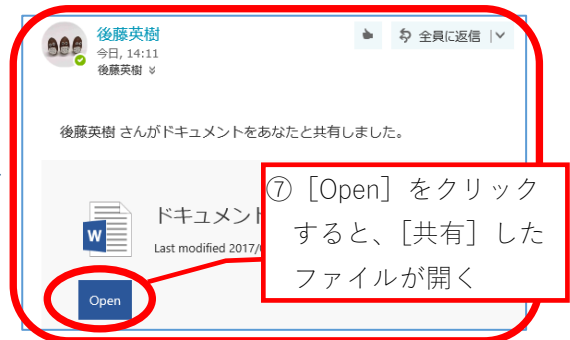 後藤英樹
今日, 14:11
後藤英樹
全員に返信
後藤英樹 さんがドキュメントをあなたと共有しました。
W
ドキュメント
Last modified 2017/
Open
⑦［Open］をクリック
すると、［共有］した
ファイルが開く